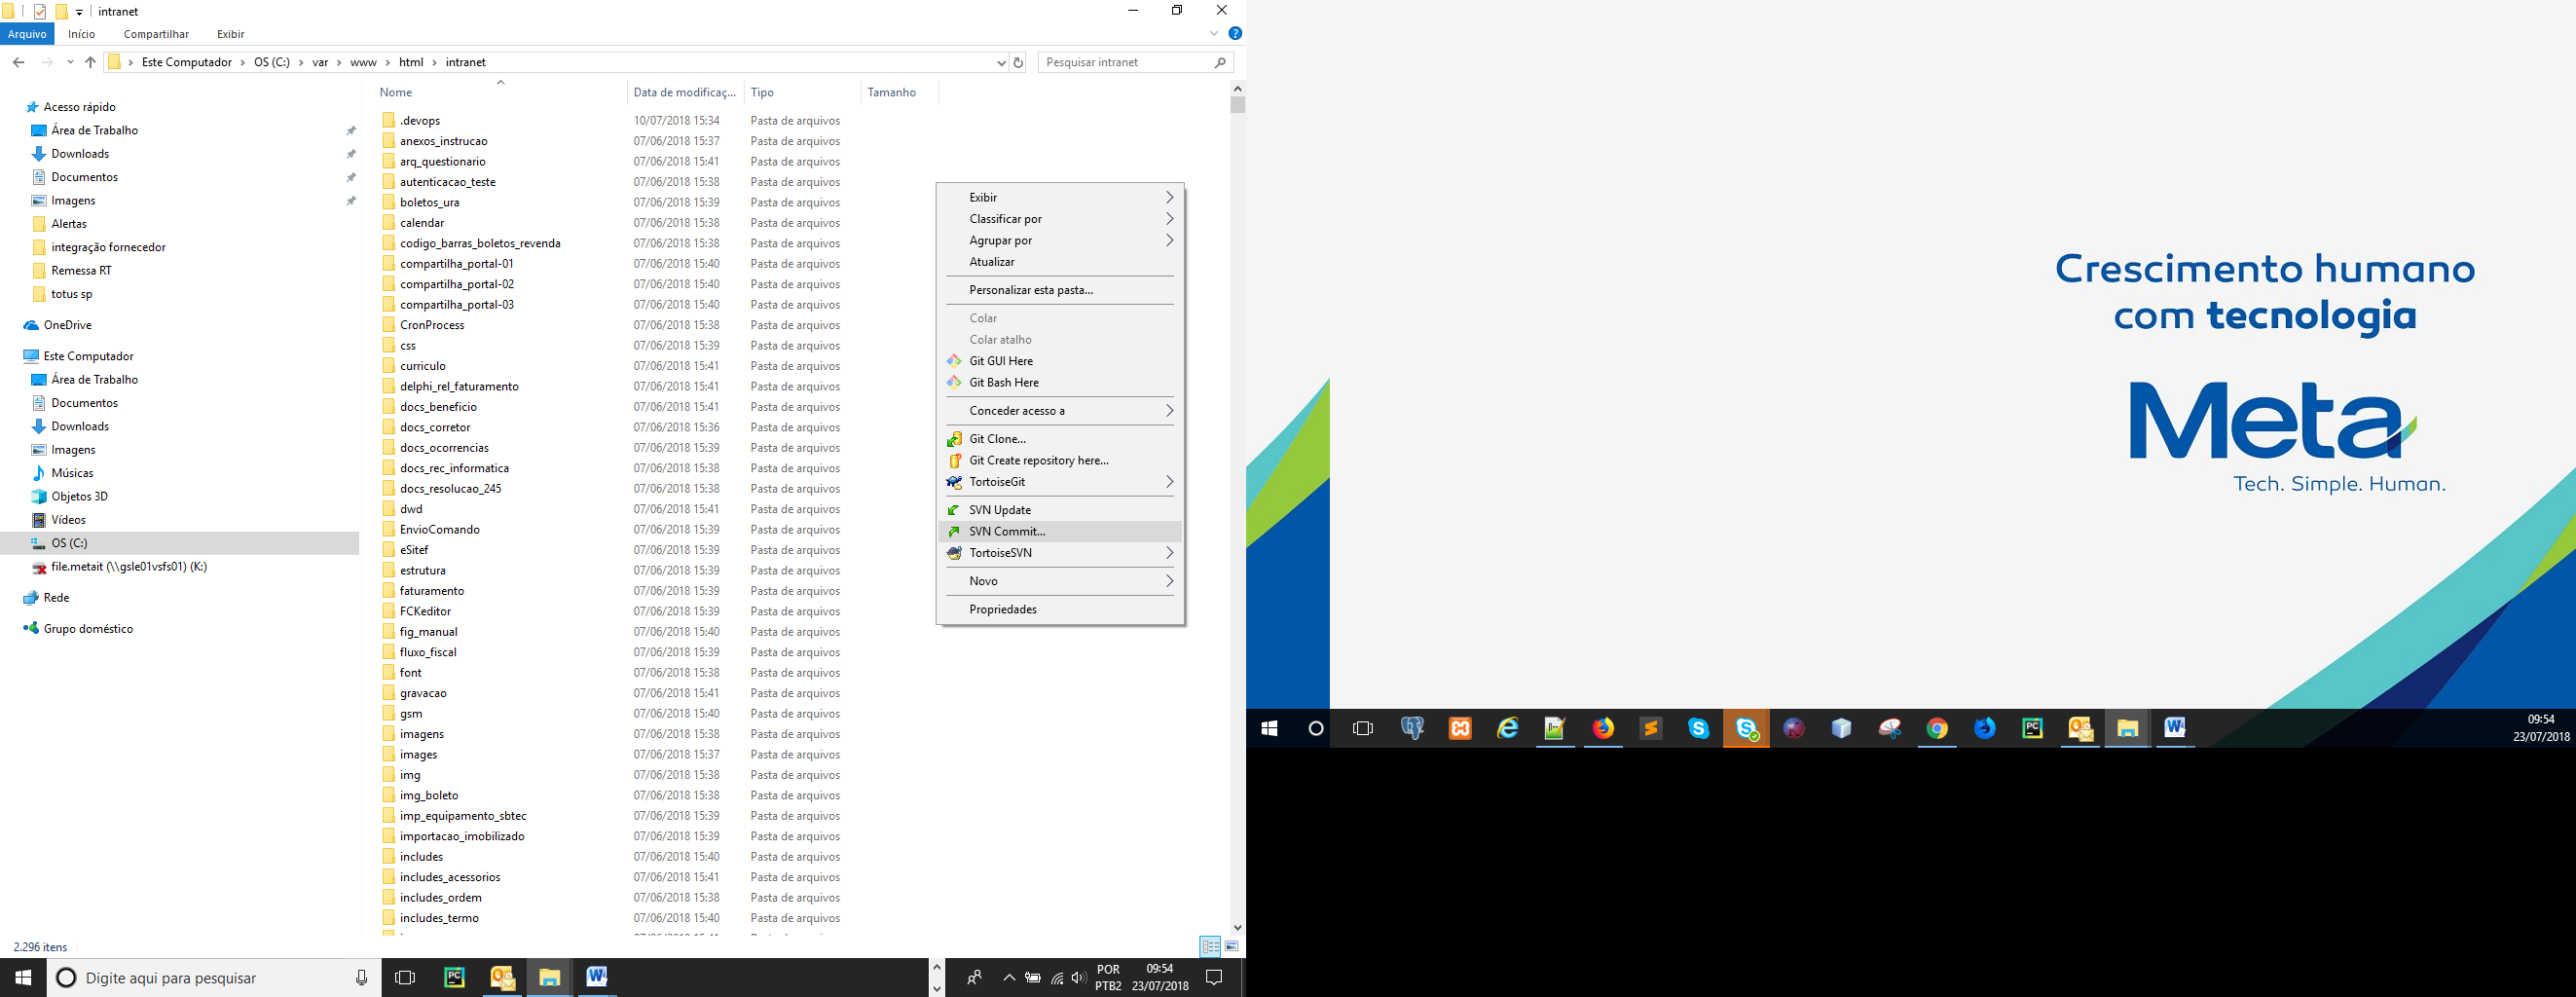 intranet
Arquivo Início Compartilhar Exibir
Este Computador OS (C:) var www html intranet
Pesquisar intranet
Acesso rápido
Área de Trabalho
Downloads
Documentos
Imagens
Alertas
integração fornecedor
Remessa RT
totus sp
OneDrive
Este Computador
Área de Trabalho
Documentos
Downloads
Imagens
Músicas
Objetos 3D
Vídeos
OS (C:)
file.metait (\\gsle01vsfs01) (K:)
Rede
Grupo doméstico
Nome Data de modificaç... Tipo Tamanho
.devops 10/07/2018 15:34 Pasta de arquivos
anexos_instrucao 07/06/2018 15:37 Pasta de arquivos
arq_questionario 07/06/2018 15:41 Pasta de arquivos
autenticacao_teste 07/06/2018 15:38 Pasta de arquivos
boletos_ura 07/06/2018 15:39 Pasta de arquivos
calendar 07/06/2018 15:38 Pasta de arquivos
codigo_barras_boletos_revenda 07/06/2018 15:38 Pasta de arquivos
compartilha_portal-01 07/06/2018 15:40 Pasta de arquivos
compartilha_portal-02 07/06/2018 15:40 Pasta de arquivos
compartilha_portal-03 07/06/2018 15:40 Pasta de arquivos
CronProcess 07/06/2018 15:38 Pasta de arquivos
css 07/06/2018 15:39 Pasta de arquivos
curriculo 07/06/2018 15:41 Pasta de arquivos
delphi_rel_faturamento 07/06/2018 15:41 Pasta de arquivos
docs_beneficio 07/06/2018 15:41 Pasta de arquivos
docs_corretor 07/06/2018 15:36 Pasta de arquivos
docs_ocorrencias 07/06/2018 15:39 Pasta de arquivos
docs_rec_informatica 07/06/2018 15:38 Pasta de arquivos
docs_resolucao_245 07/06/2018 15:38 Pasta de arquivos
dwd 07/06/2018 15:41 Pasta de arquivos
EnvioComando 07/06/2018 15:39 Pasta de arquivos
eSitef 07/06/2018 15:39 Pasta de arquivos
estrutura 07/06/2018 15:39 Pasta de arquivos
faturamento 07/06/2018 15:39 Pasta de arquivos
FCKeditor 07/06/2018 15:39 Pasta de arquivos
fig_manual 07/06/2018 15:40 Pasta de arquivos
fluxo_fiscal 07/06/2018 15:39 Pasta de arquivos
font 07/06/2018 15:38 Pasta de arquivos
gravacao 07/06/2018 15:41 Pasta de arquivos
gsm 07/06/2018 15:40 Pasta de arquivos
imagens 07/06/2018 15:38 Pasta de arquivos
images 07/06/2018 15:37 Pasta de arquivos
img 07/06/2018 15:38 Pasta de arquivos
img_boleto 07/06/2018 15:38 Pasta de arquivos
imp_equipamento_sbtec 07/06/2018 15:39 Pasta de arquivos
importacao_imobilizado 07/06/2018 15:39 Pasta de arquivos
includes 07/06/2018 15:40 Pasta de arquivos
includes_acessorios 07/06/2018 15:41 Pasta de arquivos
includes_ordem 07/06/2018 15:38 Pasta de arquivos
includes_termo 07/06/2018 15:40 Pasta de arquivos
Exibir
Classificar por
Agrupar por
Atualizar
Personalizar esta pasta...
Colar
Colar atalho
Git GUI Here
Git Bash Here
Conceder acesso a
Git Clone...
Git Create repository here...
TortoiseGit
SVN Update
SVN Commit...
TortoiseSVN
Novo
Propriedades
2.296 itens
Digite aqui para pesquisar
POR
PTB2
09:54
23/07/2018
Crescimento humano
com tecnologia
Meta
Tech. Simple. Human.
09:54
23/07/2018